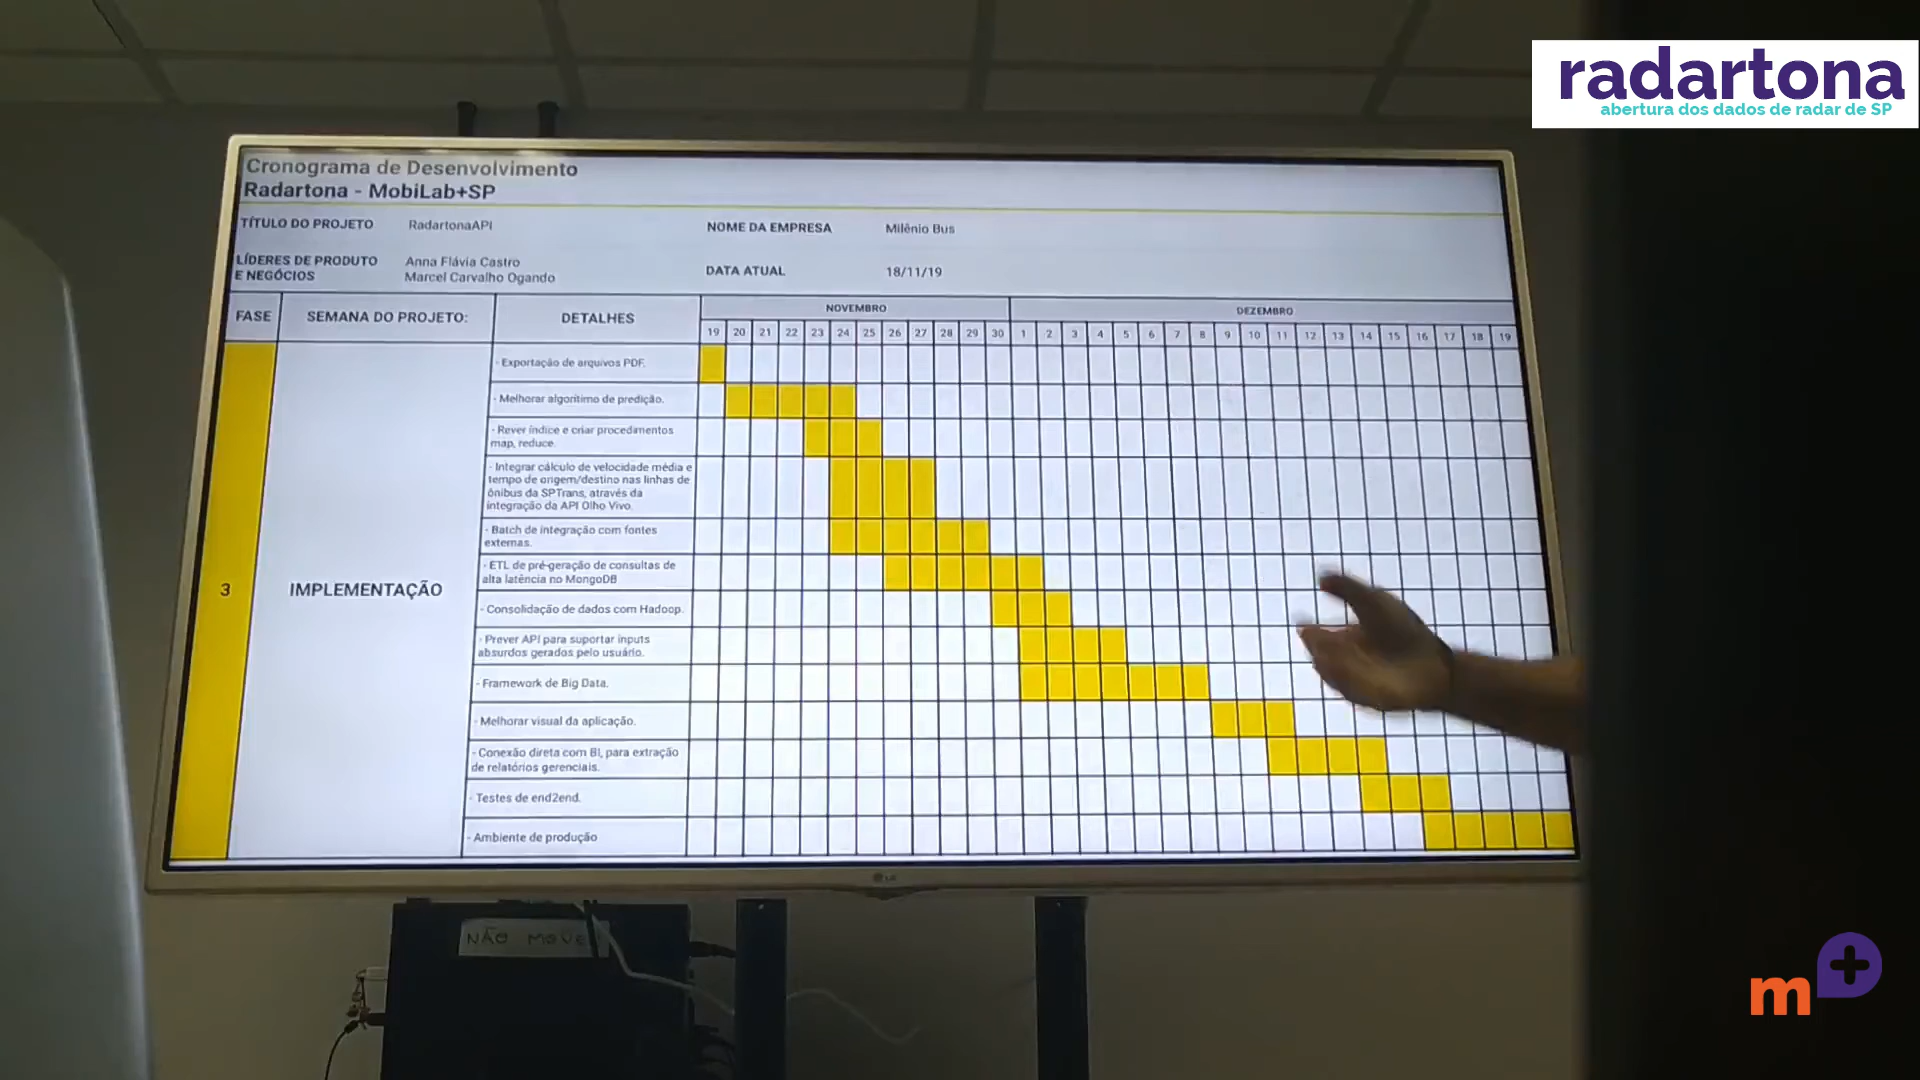 radartona
abertura dos dados de radar de SP
Cronograma de Desenvolvimento
Radartona - MobiLab+SP
TÍTULO DO PROJETO RadartonaAPI NOME DA EMPRESA Milênio Bus
LÍDERES DE PRODUTO
E NEGÓCIOS
Anna Flávia Castro
Marcel Carvalho Ogando
DATA ATUAL 18/11/19
FASE SEMANA DO PROJETO: DETALHES
NOVEMBRO DEZEMBRO
19 20 21 22 23 24 25 26 27 28 29 30 1 2 3 4 5 6 7 8 9 10 11 12 13 14 15 16 17 18 19
- Exportação de arquivos PDF.
- Melhorar algoritimo de predição.
- Rever índice e criar procedimentos
map, reduce.
- Integrar cálculo de velocidade média e
tempo de origem/destino nas linhas de
ônibus da SPTrans, através da
integração da API Olho Vivo.
- Batch de integração com fontes
externas.
- ETL de pré-geração de consultas de
alta latência no MongoDB
3 IMPLEMENTAÇÃO
- Consolidação de dados com Hadoop.
- Prever API para suportar inputs
absurdos gerados pelo usuário.
- Framework de Big Data.
- Melhorar visual da aplicação.
- Conexão direta com BI, para extração
de relatórios gerenciais.
- Testes de end2end.
- Ambiente de produção
LG
NÃO MOVE
m+